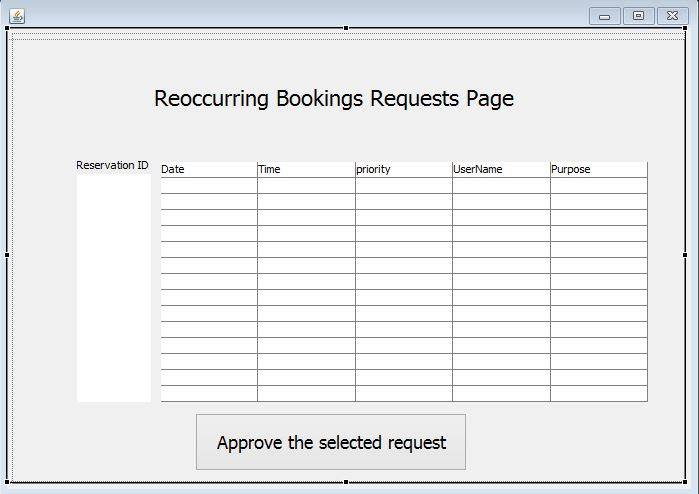 Reoccurring Bookings Requests Page
Reservation ID
Date Time priority UserName Purpose
Approve the selected request